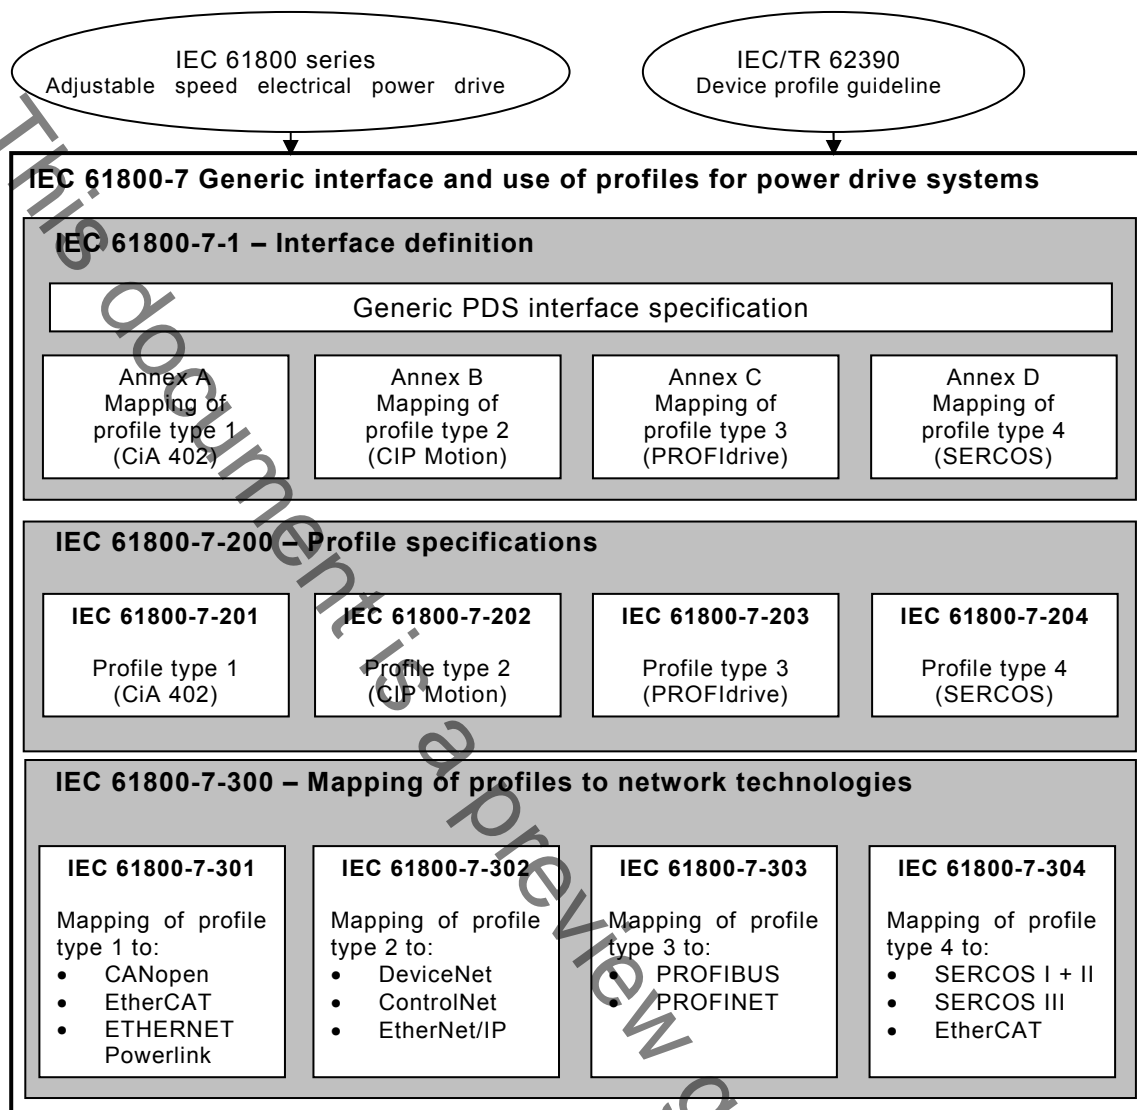 IEC 61800 series
Adjustable speed electrical power drive
IEC/TR 62390
Device profile guideline
IEC 61800-7 Generic interface and use of profiles for power drive systems
IEC 61800-7-1 – Interface definition
Generic PDS interface specification
Annex A
Mapping of
profile type 1
(CiA 402)
Annex B
Mapping of
profile type 2
(CIP Motion)
Annex C
Mapping of
profile type 3
(PROFIdrive)
Annex D
Mapping of
profile type 4
(SERCOS)
IEC 61800-7-200 – Profile specifications
IEC 61800-7-201
Profile type 1
(CiA 402)
IEC 61800-7-202
Profile type 2
(CIP Motion)
IEC 61800-7-203
Profile type 3
(PROFIdrive)
IEC 61800-7-204
Profile type 4
(SERCOS)
IEC 61800-7-300 – Mapping of profiles to network technologies
IEC 61800-7-301
Mapping of profile
type 1 to:
• CANopen
• EtherCAT
• ETHERNET
Powerlink
IEC 61800-7-302
Mapping of profile
type 2 to:
• DeviceNet
• ControlNet
• EtherNet/IP
IEC 61800-7-303
Mapping of profile
type 3 to:
• PROFIBUS
• PROFINET
IEC 61800-7-304
Mapping of profile
type 4 to:
• SERCOS I + II
• SERCOS III
• EtherCAT
This document is a preview